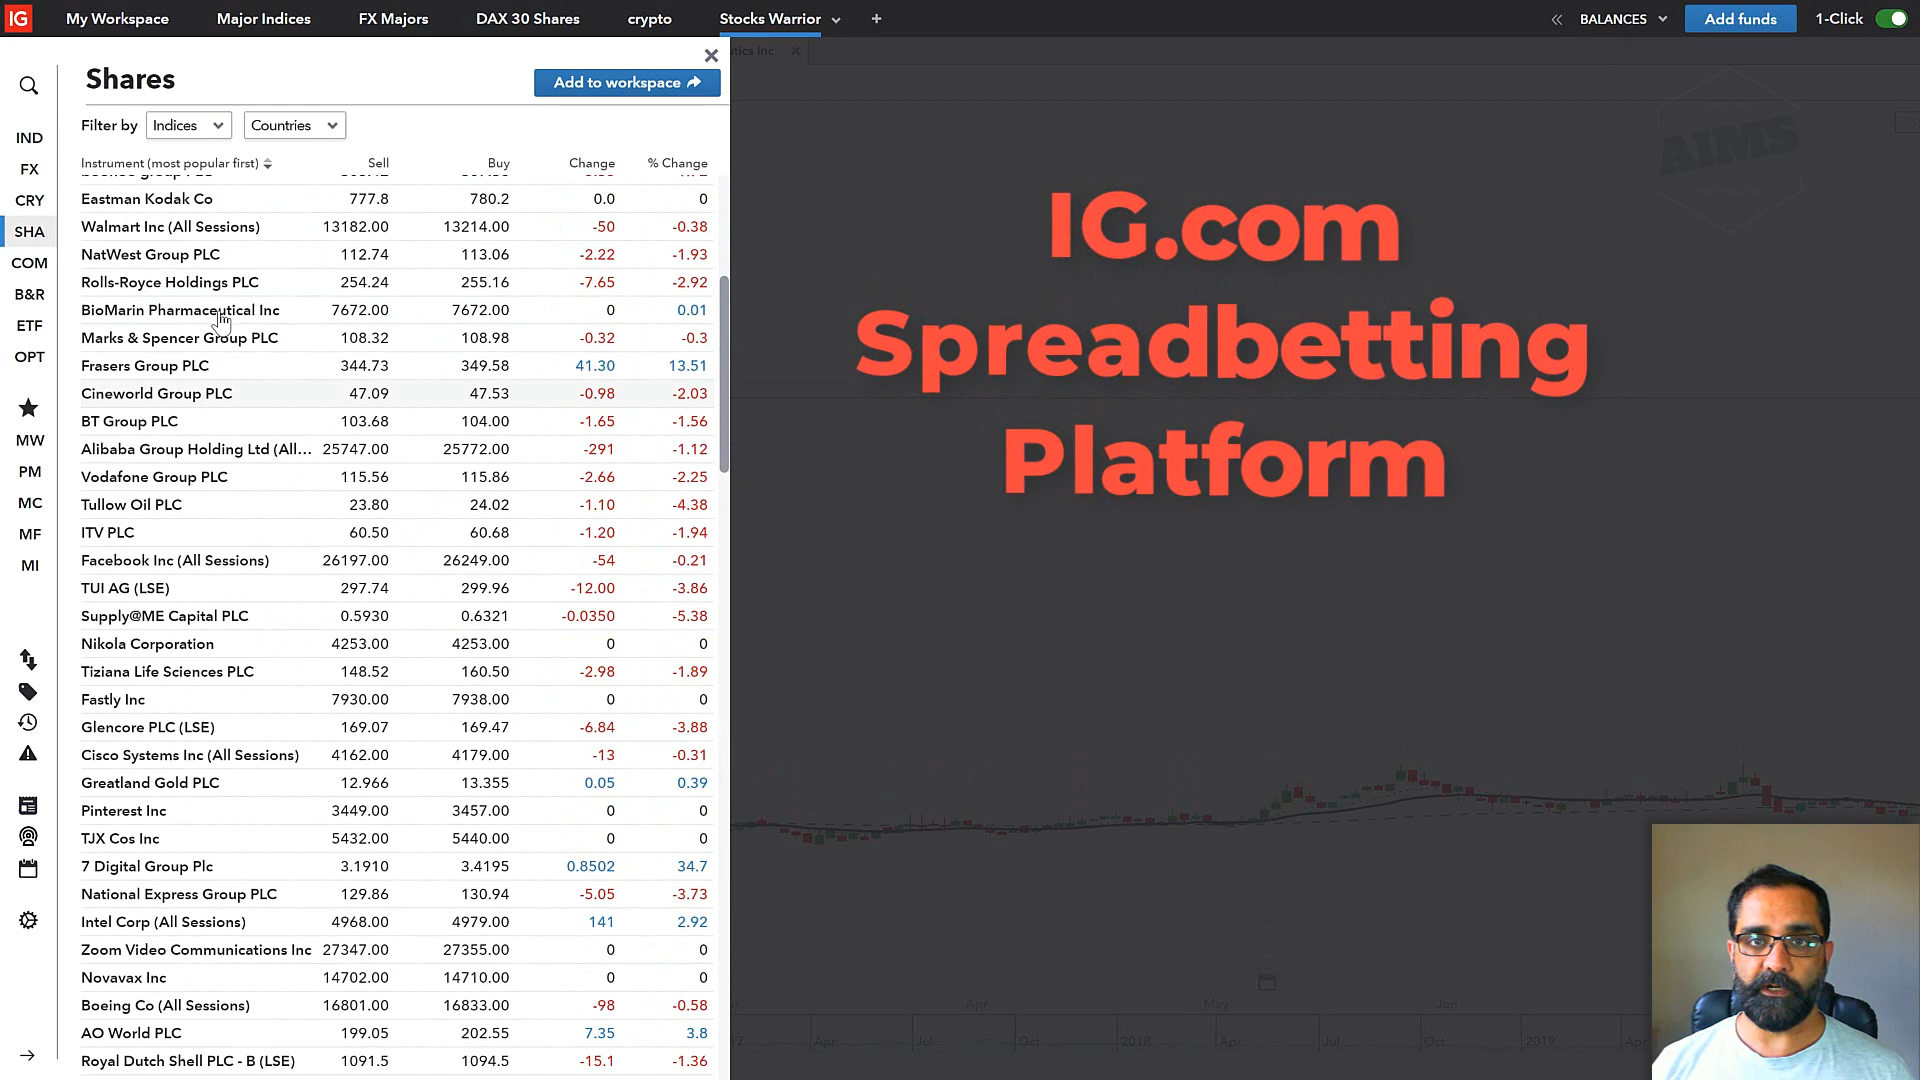 IG My Workspace Major Indices FX Majors DAX 30 Shares crypto Stocks Warrior + BALANCES Add funds 1-Click
Shares
Add to workspace
Filter by Indices Countries
Instrument (most popular first) Sell Buy Change % Change
Eastman Kodak Co 777.8 780.2 0.0 0
Walmart Inc (All Sessions) 13182.00 13214.00 -50 -0.38
NatWest Group PLC 112.74 113.06 -2.22 -1.93
Rolls-Royce Holdings PLC 254.24 255.16 -7.65 -2.92
BioMarin Pharmaceutical Inc 7672.00 7672.00 0 0.01
Marks & Spencer Group PLC 108.32 108.98 -0.32 -0.3
Frasers Group PLC 344.73 349.58 41.30 13.51
Cineworld Group PLC 47.09 47.53 -0.98 -2.03
BT Group PLC 103.68 104.00 -1.65 -1.56
Alibaba Group Holding Ltd (All... 25747.00 25772.00 -291 -1.12
Vodafone Group PLC 115.56 115.86 -2.66 -2.25
Tullow Oil PLC 23.80 24.02 -1.10 -4.38
ITV PLC 60.50 60.68 -1.20 -1.94
Facebook Inc (All Sessions) 26197.00 26249.00 -54 -0.21
TUI AG (LSE) 297.74 299.96 -12.00 -3.86
Supply@ME Capital PLC 0.5930 0.6321 -0.0350 -5.38
Nikola Corporation 4253.00 4253.00 0 0
Tiziana Life Sciences PLC 148.52 160.50 -2.98 -1.89
Fastly Inc 7930.00 7938.00 0 0
Glencore PLC (LSE) 169.07 169.47 -6.84 -3.88
Cisco Systems Inc (All Sessions) 4162.00 4179.00 -13 -0.31
Greatland Gold PLC 12.966 13.355 0.05 0.39
Pinterest Inc 3449.00 3457.00 0 0
TJX Cos Inc 5432.00 5440.00 0 0
7 Digital Group Plc 3.1910 3.4195 0.8502 34.7
National Express Group PLC 129.86 130.94 -5.05 -3.73
Intel Corp (All Sessions) 4968.00 4979.00 141 2.92
Zoom Video Communications Inc 27347.00 27355.00 0 0
Novavax Inc 14702.00 14710.00 0 0
Boeing Co (All Sessions) 16801.00 16833.00 -98 -0.58
AO World PLC 199.05 202.55 7.35 3.8
Royal Dutch Shell PLC - B (LSE) 1091.5 1094.5 -15.1 -1.36
IND
FX
CRY
SHA
COM
B&R
ETF
OPT
MW
PM
MC
MF
MI
AIMS
IG.com
Spreadbetting
Platform
Apr May Jan
Apr Jul Oct 2018 Apr Jul Oct 2019 Apr